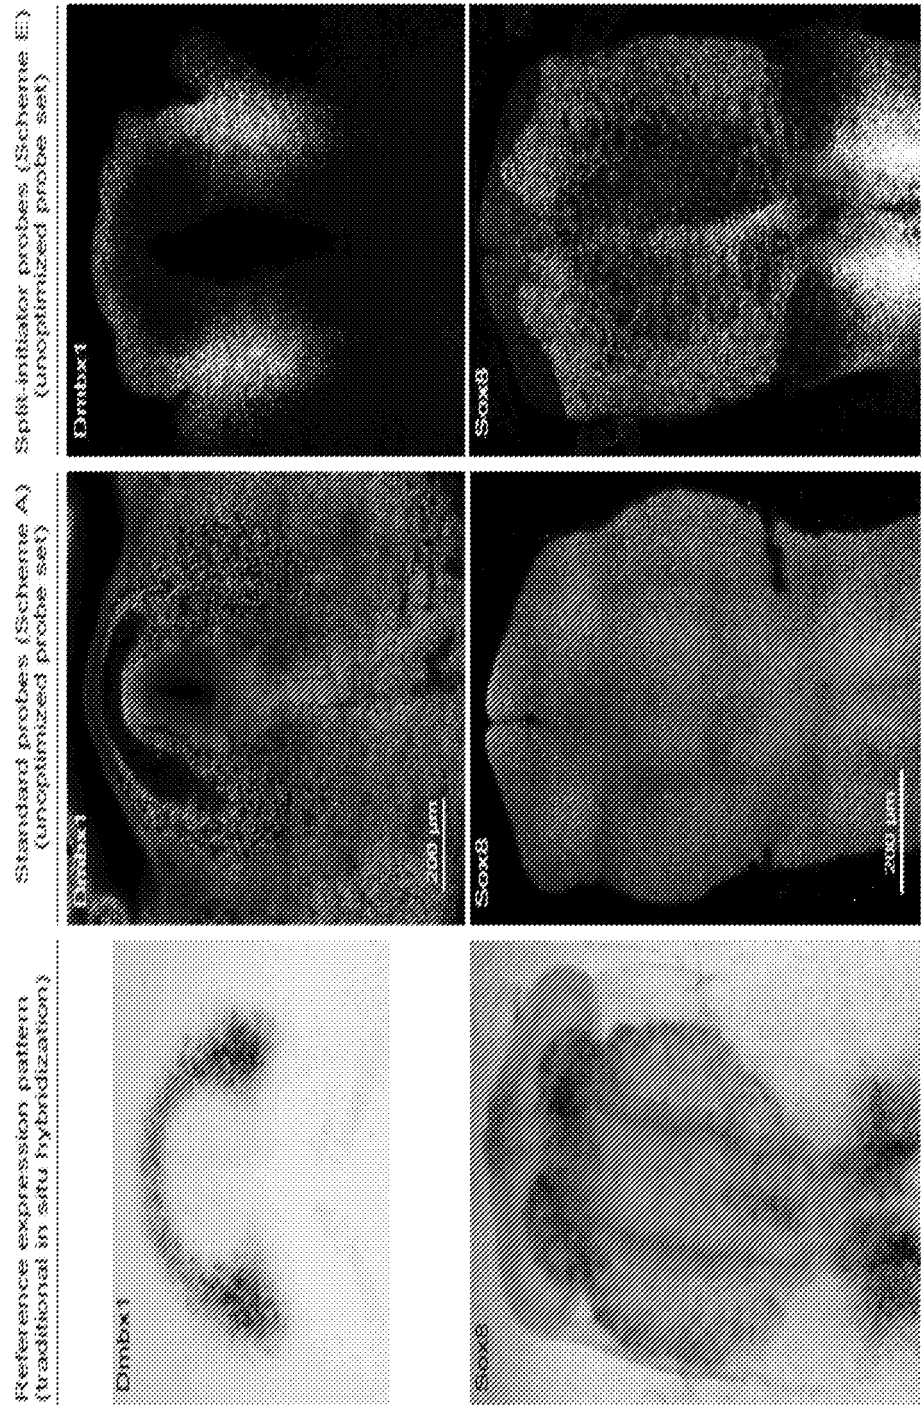 Reference expression pattern
(traditional in situ hybridization)
Standard probes (Scheme A)
(unoptimized probe set)
Split-initiator probes (Scheme E)
(unoptimized probe set)
Dmbx1
Dmbx1
200 µm
Dmbx1
Sox8
Sox8
200 µm
Sox8